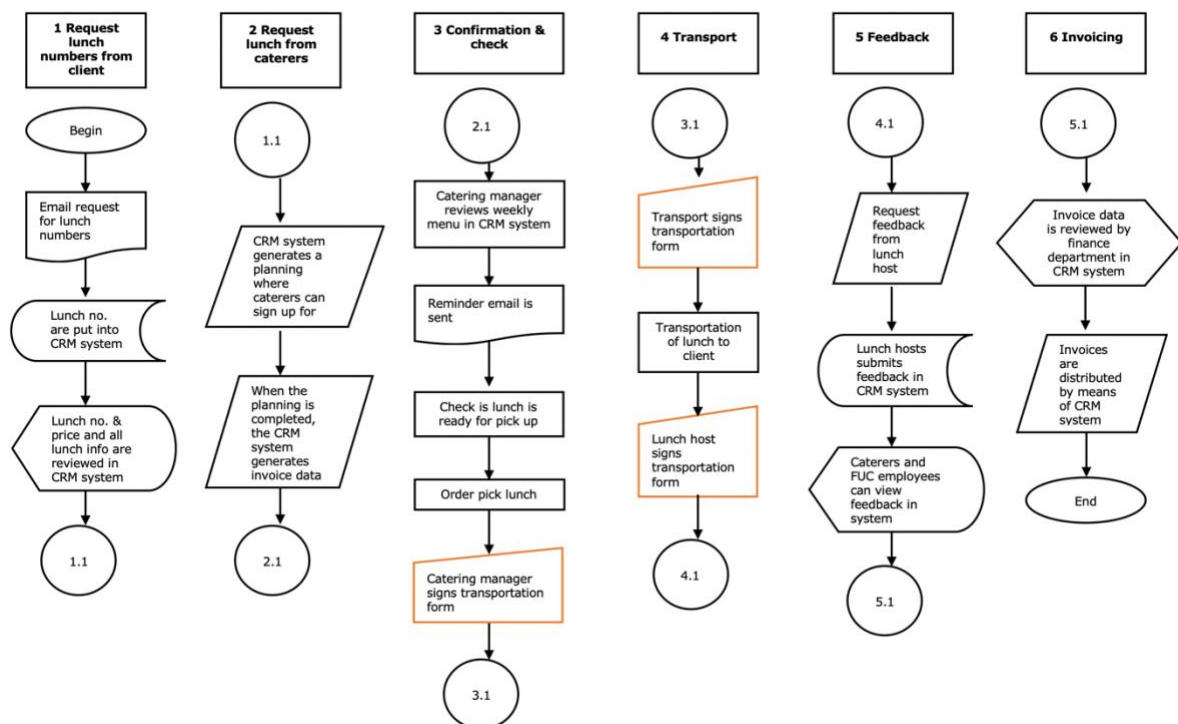 1 Request
lunch
numbers from
client
Begin
Email request
for lunch
numbers
Lunch no.
are put into
CRM system
Lunch no. &
price and all
lunch info are
reviewed in
CRM system
1.1
2 Request
lunch from
caterers
1.1
CRM system
generates a
planning
where
caterers can
sign up for
When the
planning is
completed,
the CRM
system
generates
invoice data
2.1
3 Confirmation &
check
2.1
Catering manager
reviews weekly
menu in CRM system
Reminder email is
sent
Check is lunch is
ready for pick up
Order pick lunch
Catering manager
signs transportation
form
3.1
4 Transport
3.1
Transport signs
transportation
form
Transportation
of lunch to
client
Lunch host
signs
transportation
form
4.1
5 Feedback
4.1
Request
feedback
from
lunch
host
Lunch hosts
submits
feedback in
CRM system
Caterers and
FUC employees
can view
feedback in
system
5.1
6 Invoicing
5.1
Invoice data
is reviewed by
finance
department in
CRM system
Invoices
are
distributed
by means
of CRM
system
End